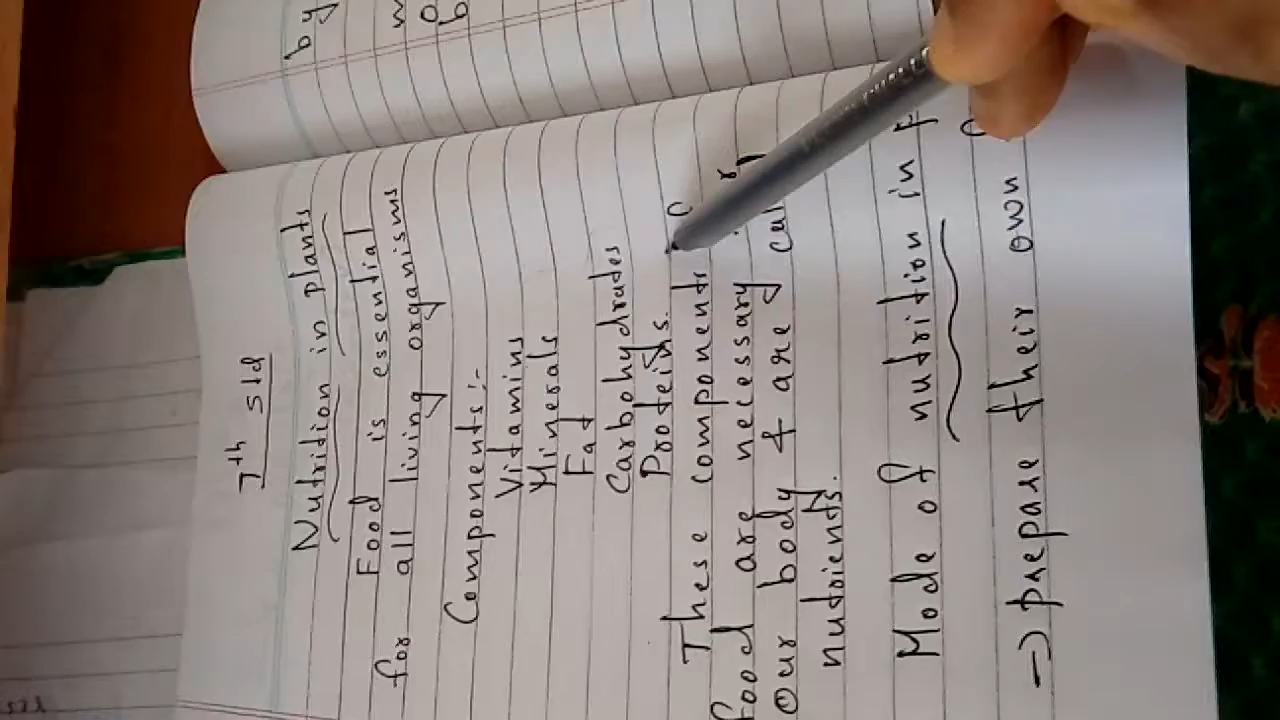 7th std
Nutrition in plants
Food is essential
for all living organisms
Components:-
Vitamins
Minerals
Fat
Carbohydrates
Proteins.
These components
food are necessary
our body & are
nutrients.
Mode of nutrition in
→ prepare their own
by